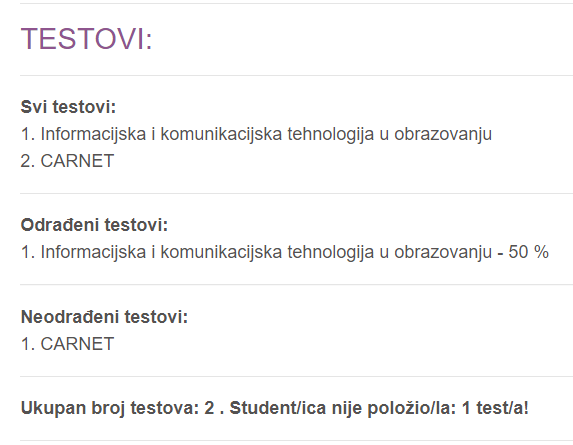 TESTOVI:
Svi testovi:
1. Informacijska i komunikacijska tehnologija u obrazovanju
2. CARNET
Odrađeni testovi:
1. Informacijska i komunikacijska tehnologija u obrazovanju - 50 %
Neodrađeni testovi:
1. CARNET
Ukupan broj testova: 2 . Student/ica nije položio/la: 1 test/a!